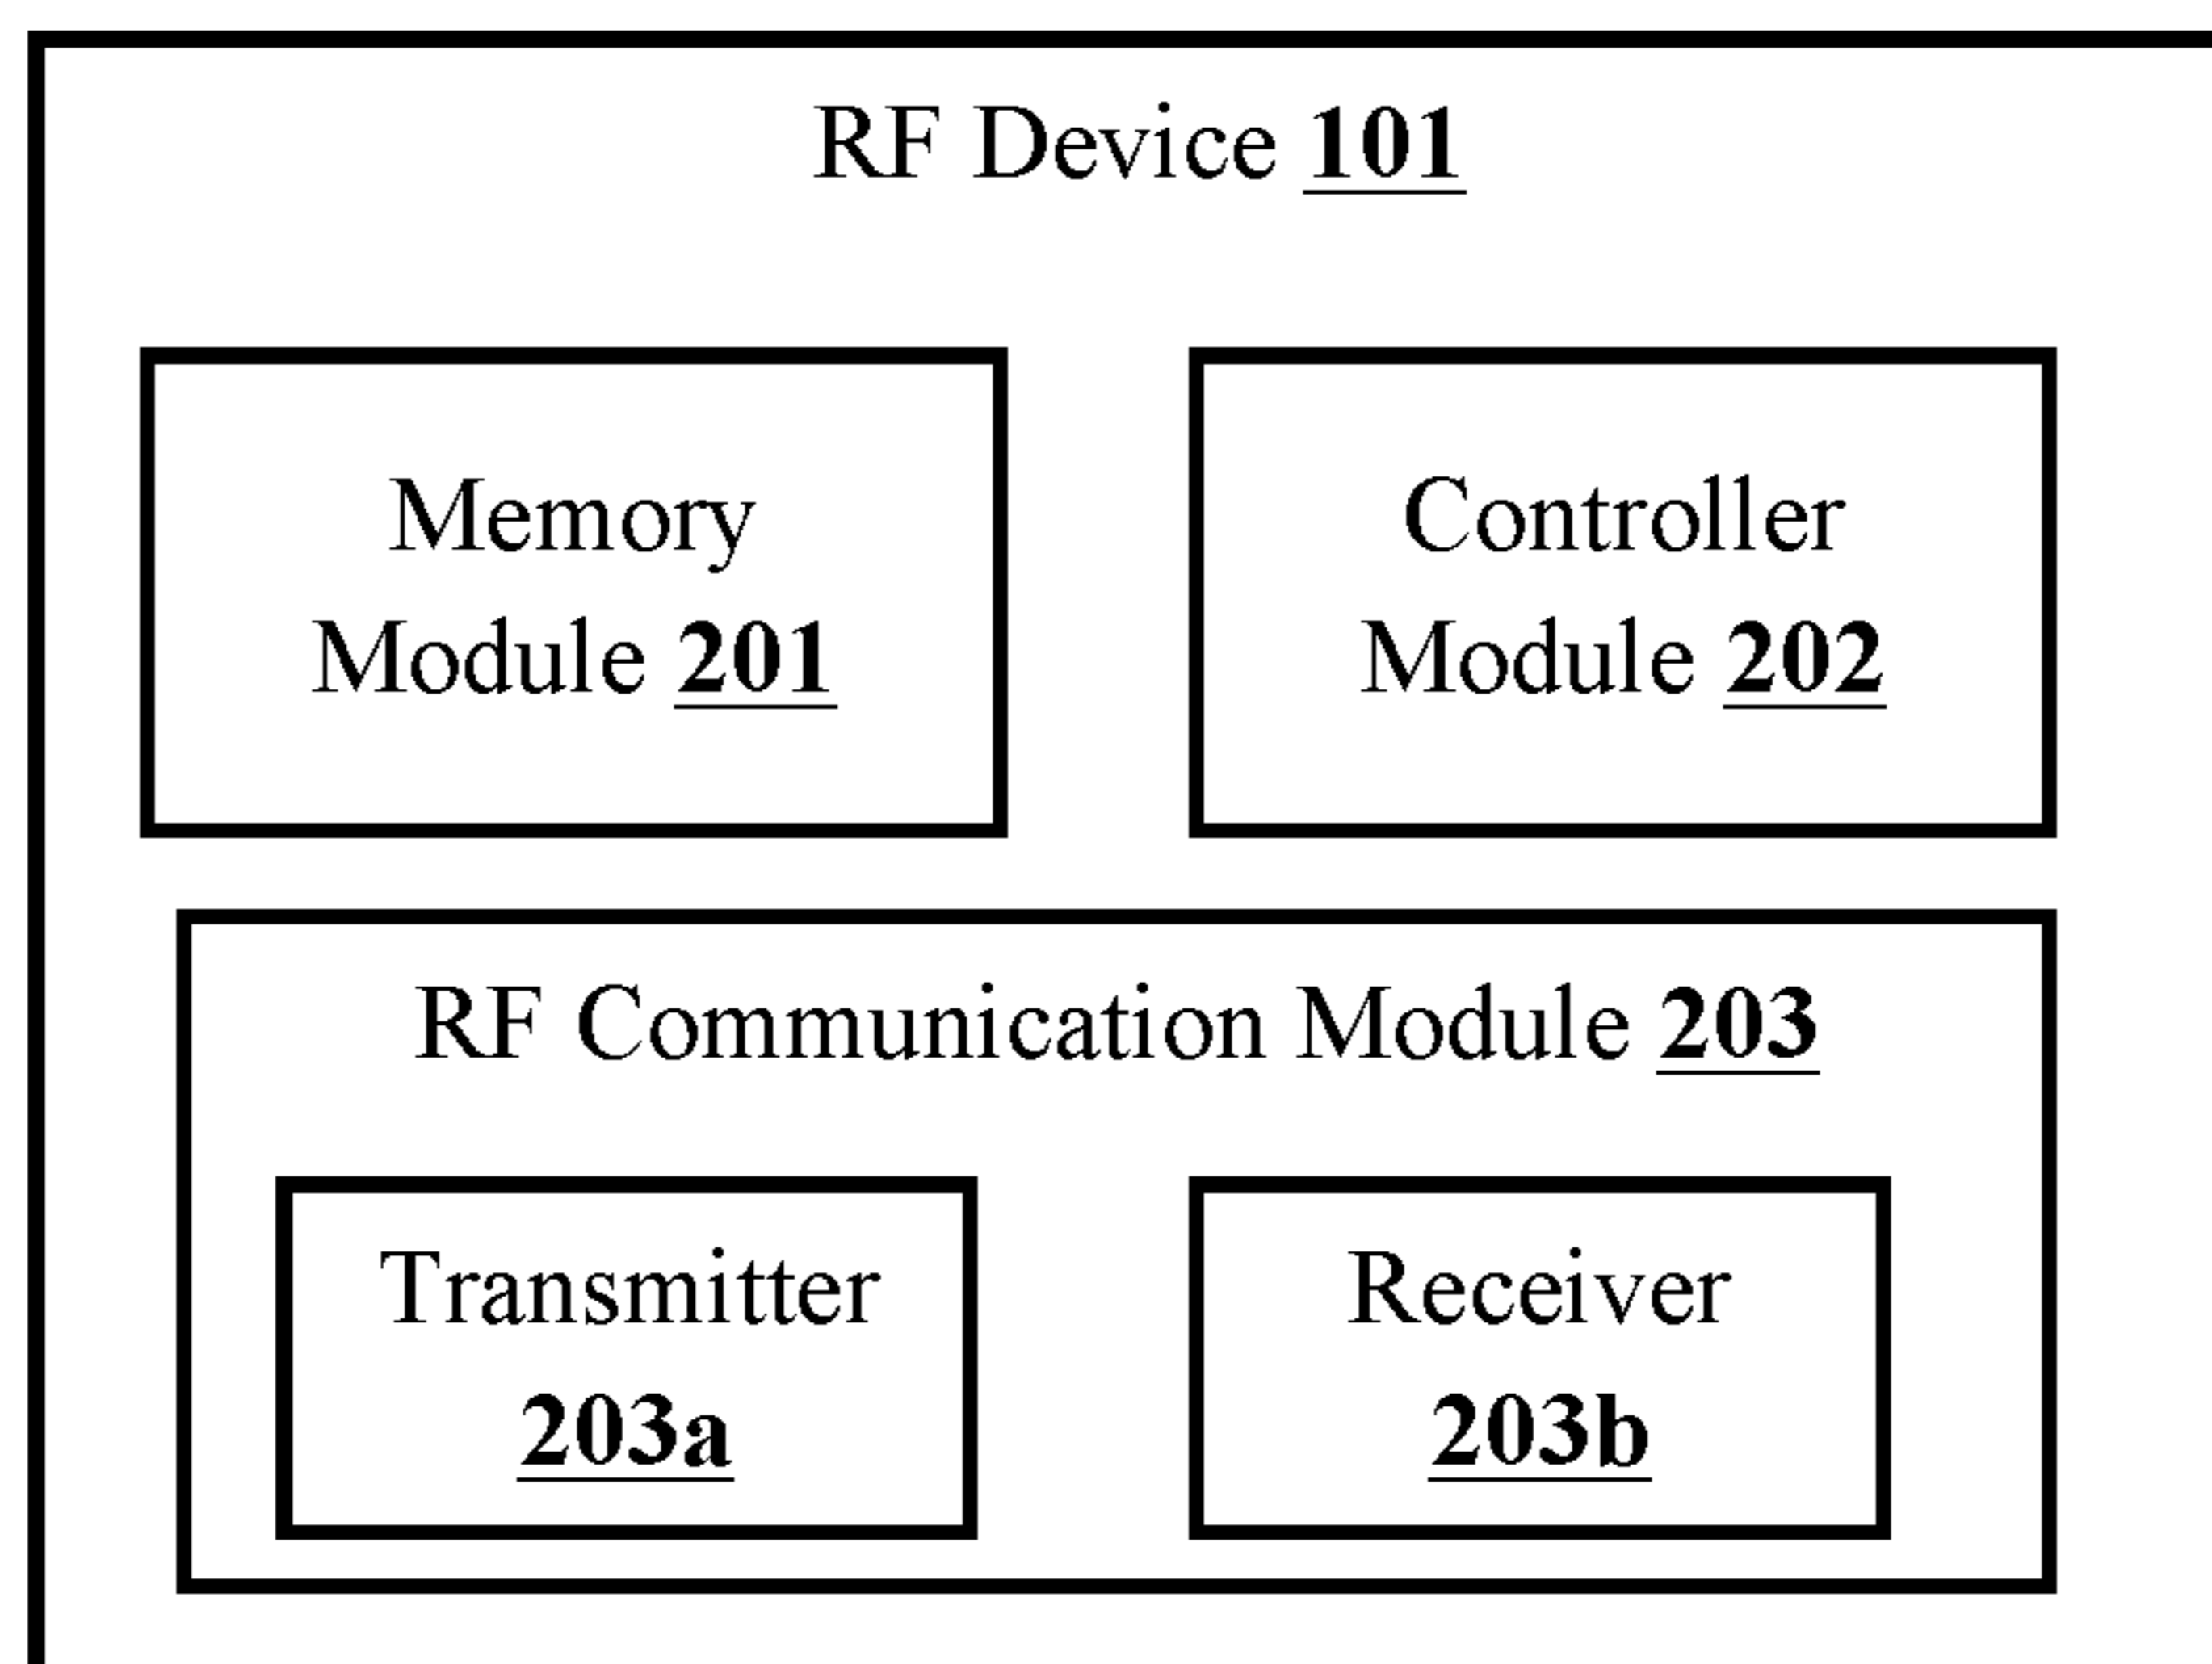 RF Device 101
Memory
Module 201
Controller
Module 202
RF Communication Module 203
Transmitter
203a
Receiver
203b